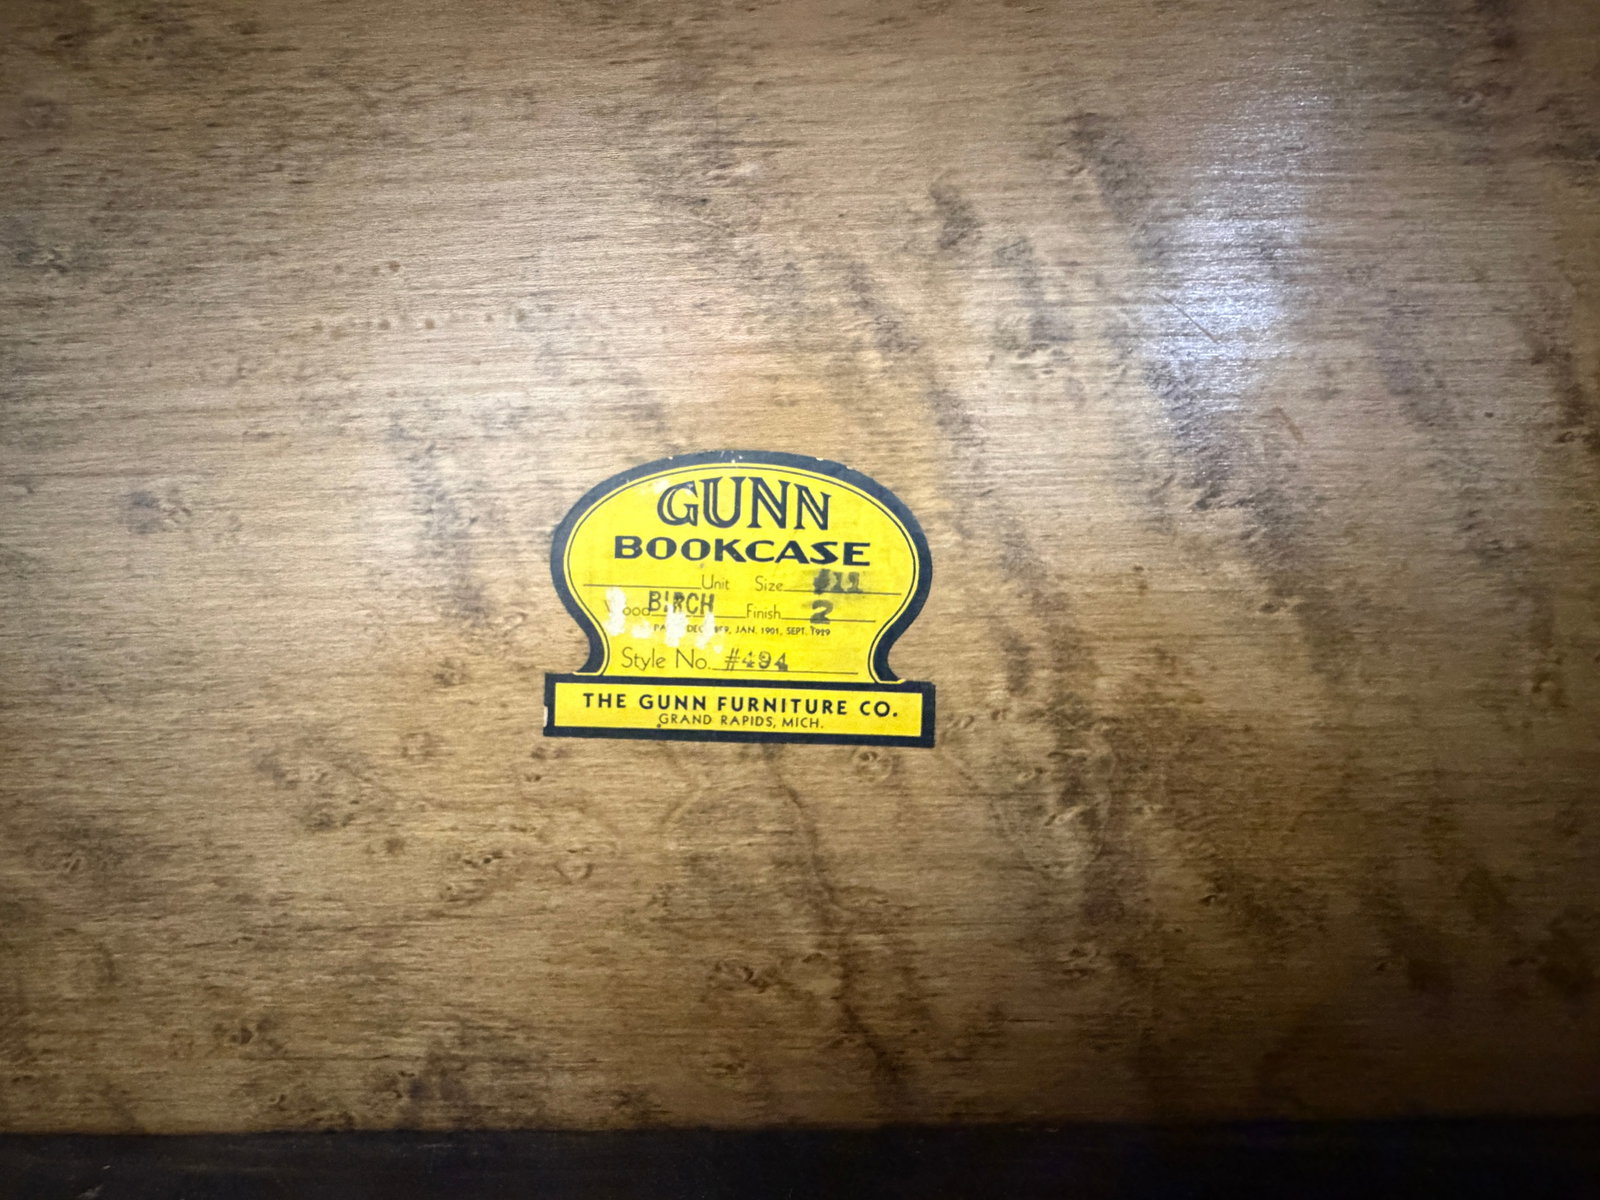 GUNN
BOOKCASE
Unit Size
BIRCH Finish 2
JAN. 1901, SEPT. 1929
Style No. #494
THE GUNN FURNITURE CO.
GRAND RAPIDS, MICH.